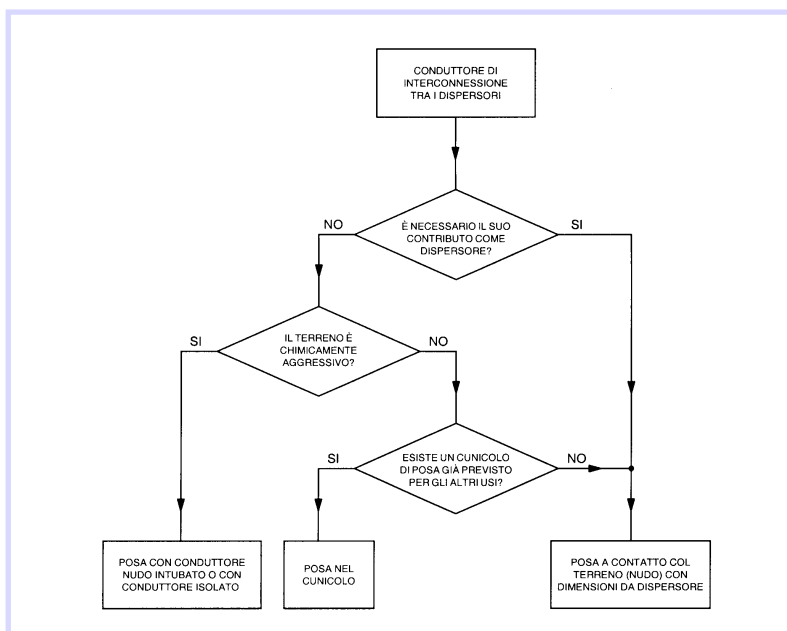 CONDUTTORE DI
INTERCONNESSIONE
TRA I DISPERSORI
NO
È NECESSARIO IL SUO
CONTRIBUTO COME
DISPERSORE?
SI
SI
IL TERRENO È
CHIMICAMENTE
AGGRESSIVO?
NO
SI
ESISTE UN CUNICOLO
DI POSA GIÀ PREVISTO
PER GLI ALTRI USI?
NO
POSA CON CONDUTTORE
NUDO INTUBATO O CON
CONDUTTORE ISOLATO
POSA NEL
CUNICOLO
POSA A CONTATTO COL
TERRENO (NUDO) CON
DIMENSIONI DA DISPERSORE